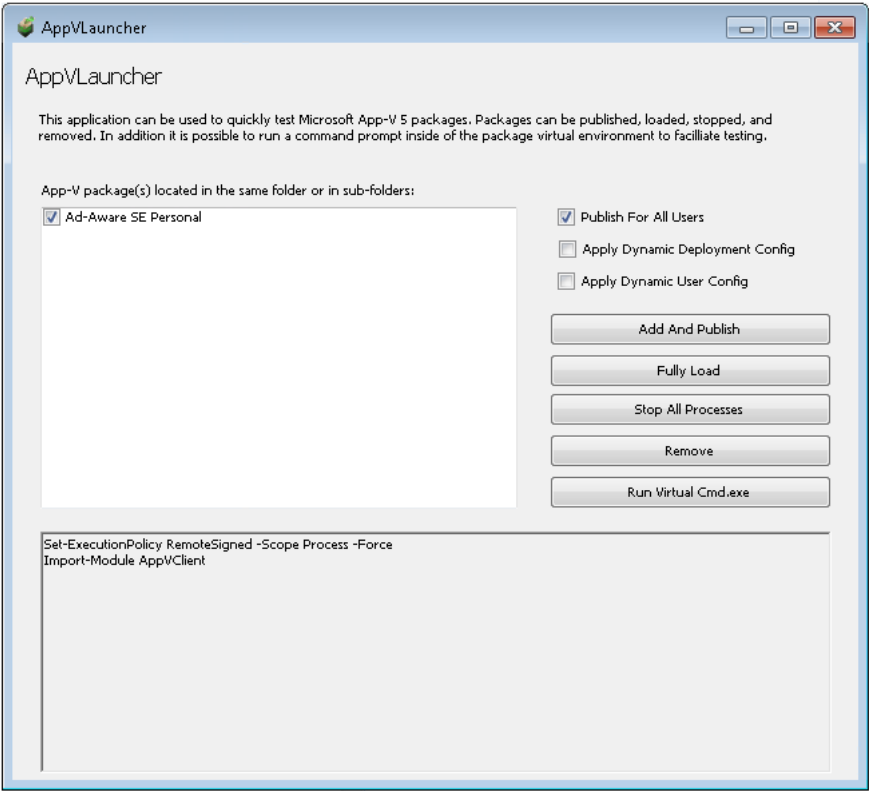 AppVLauncher
AppVLauncher
This application can be used to quickly test Microsoft App-V 5 packages. Packages can be published, loaded, stopped, and
removed. In addition it is possible to run a command prompt inside of the package virtual environment to facilliate testing.
App-V package(s) located in the same folder or in sub-folders:
Ad-Aware SE Personal
Publish For All Users
Apply Dynamic Deployment Config
Apply Dynamic User Config
Add And Publish
Fully Load
Stop All Processes
Remove
Run Virtual Cmd.exe
Set-ExecutionPolicy RemoteSigned -Scope Process -Force
Import-Module AppVClient